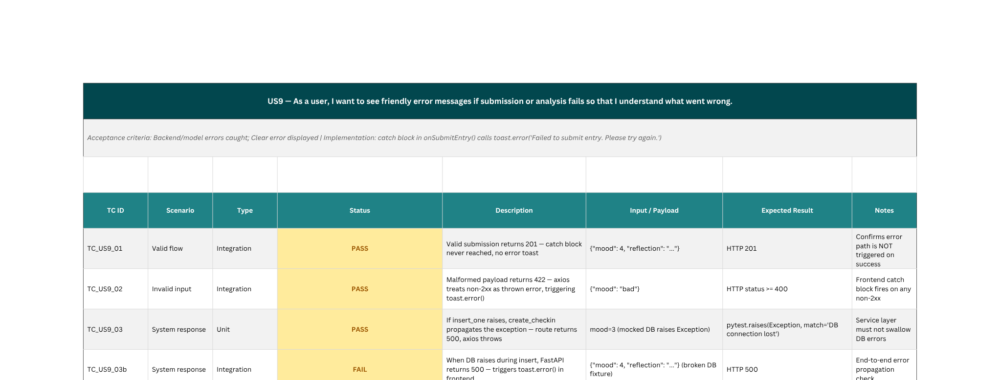 US9 — As a user, I want to see friendly error messages if submission or analysis fails so that I understand what went wrong.
Acceptance criteria: Backend/model errors caught; Clear error displayed | Implementation: catch block in onSubmitEntry() calls toast.error('Failed to submit entry. Please try again.')
TC ID
Scenario
Type
Status
Description
Input / Payload
Expected Result
Notes
TC_US9_01
Valid flow
Integration
PASS
Valid submission returns 201 — catch block
never reached, no error toast
{"mood": 4, "reflection": "..."}
HTTP 201
Confirms error
path is NOT
triggered on
success
TC_US9_02
Invalid input
Integration
PASS
Malformed payload returns 422 — axios
treats non-2xx as thrown error, triggering
toast.error()
{"mood": "bad"}
HTTP status >= 400
Frontend catch
block fires on any
non-2xx
TC_US9_03
System response
Unit
PASS
If insert_one raises, create_checkin
propagates the exception — route returns
500, axios throws
mood=3 (mocked DB raises Exception)
pytest.raises(Exception, match='DB
connection lost')
Service layer
must not swallow
DB errors
TC_US9_03b
System response
Integration
FAIL
When DB raises during insert, FastAPI
returns 500 — triggers toast.error() in
frontend
{"mood": 4, "reflection": "..."} (broken DB
fixture)
HTTP 500
End-to-end error
propagation
check